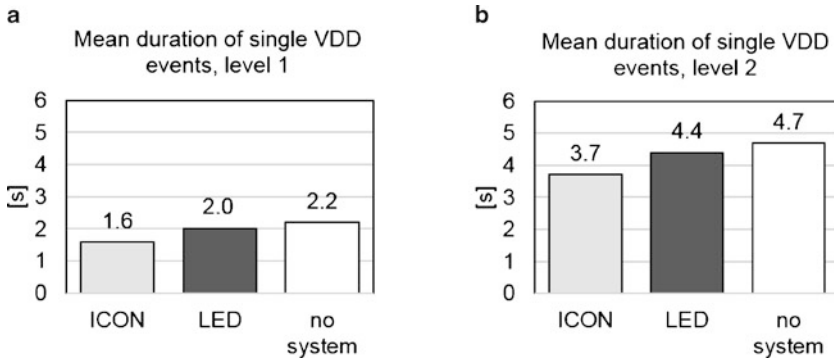 a
Mean duration of single VDD
events, level 1
6
5
4
3
2
1
0
[s]
1.6
2.0
2.2
ICON
LED
no
system
b
Mean duration of single VDD
events, level 2
6
5
4
3
2
1
0
[s]
3.7
4.4
4.7
ICON
LED
no
system